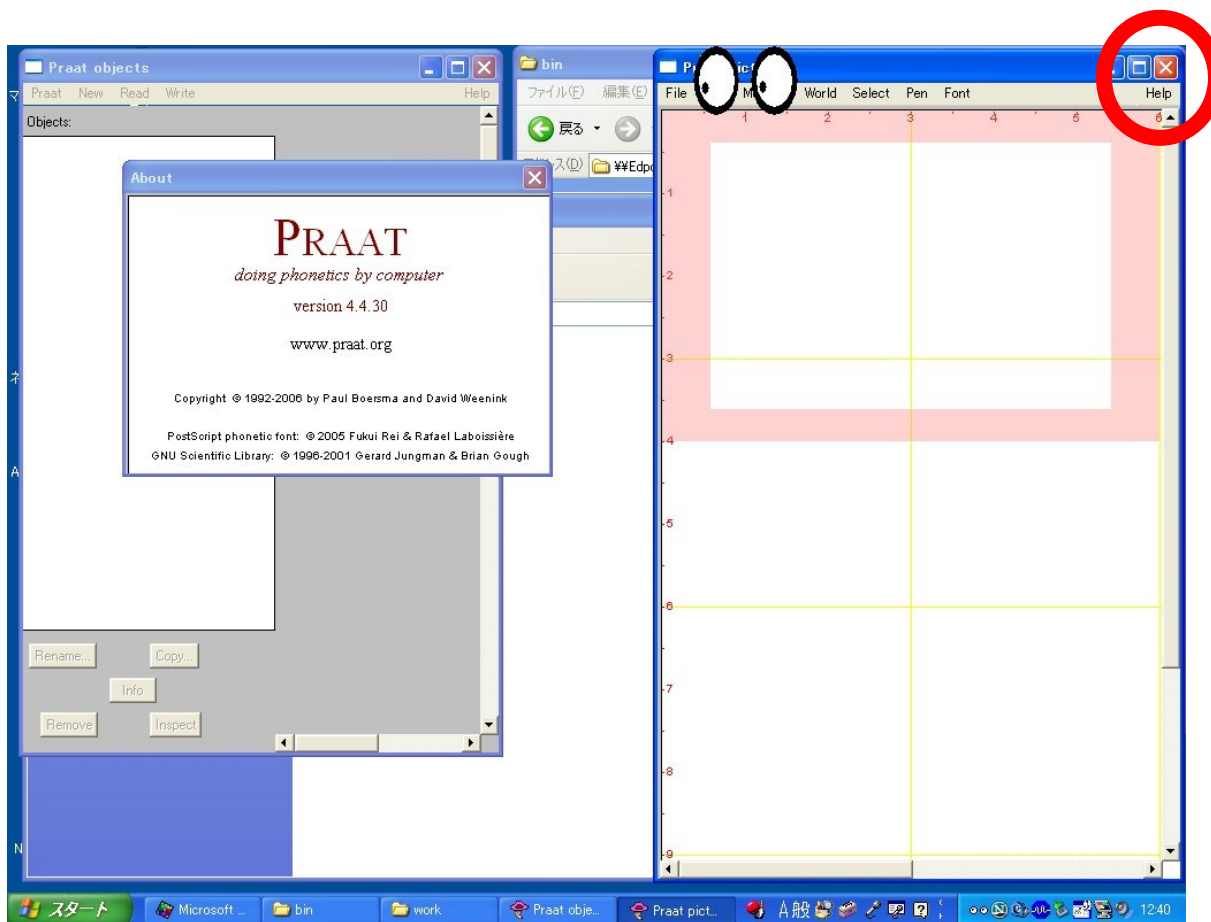 Praat objects
Praat New Read Write Help
Objects:
About
PRAAT
doing phonetics by computer
version 4.4.30
www.praat.org
Copyright © 1992-2006 by Paul Boersma and David Weenink
PostScript phonetic font: © 2005 Fukui Rei & Rafael Laboissière
GNU Scientific Library: © 1996-2001 Gerard Jungman & Brian Gough
Rename... Copy...
Info
Remove Inspect
bin
ファイル(F) 編集(E)
戻る
(D) ¥¥Edpc
File World Select Pen Font Help
1 2 3 4 5 6
1
2
3
4
5
6
7
8
9
マ
ネ
A
N
スタート Microsoft ... bin work Praat obje... Praat pict... A般 12:40